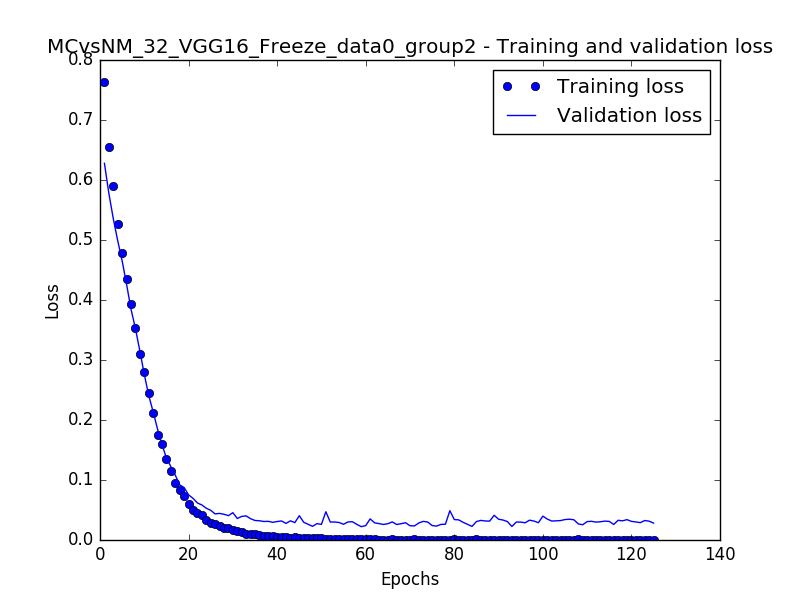 MCvsNM_32_VGG16_Freeze_data0_group2 - Training and validation loss
Training loss
Validation loss
0.8
0.7
0.6
0.5
0.4
0.3
0.2
0.1
0.0
Loss
0 20 40 60 80 100 120 140
Epochs